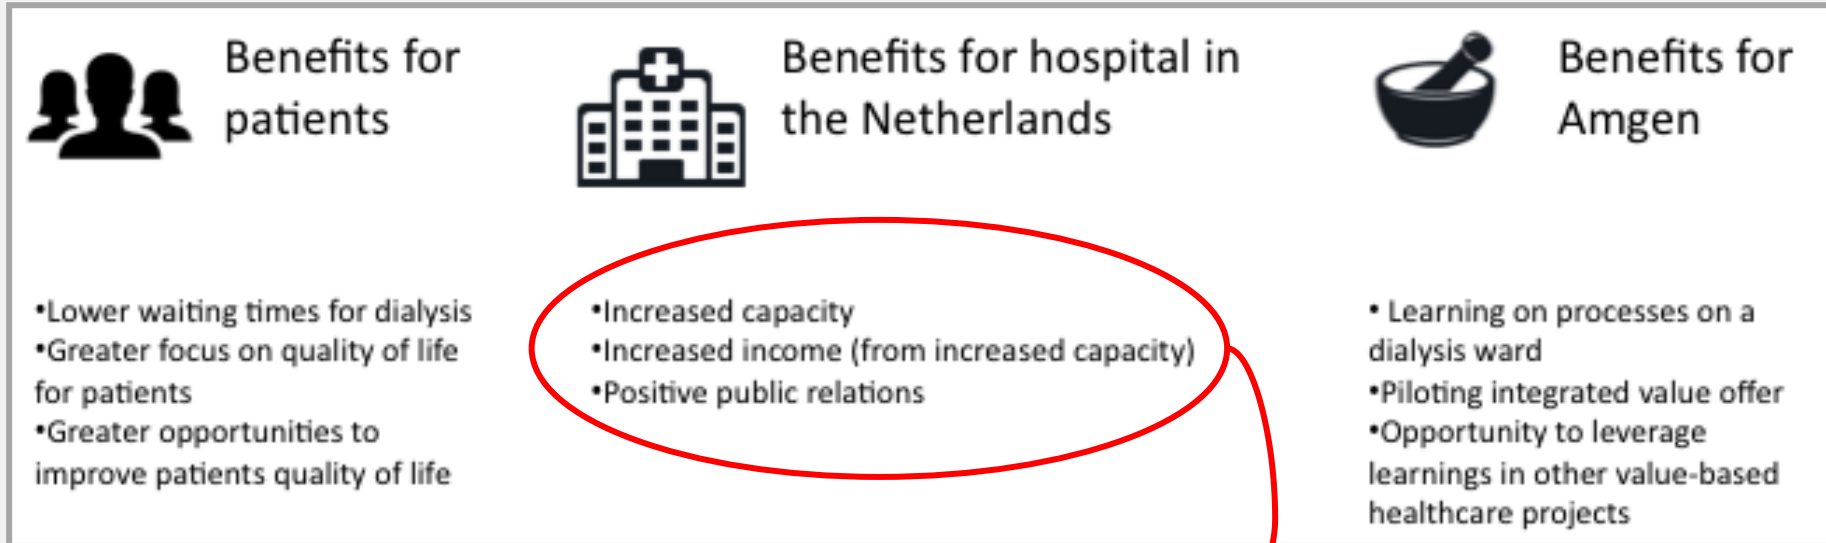 Benefits for
patients
•Lower waiting times for dialysis
•Greater focus on quality of life
for patients
•Greater opportunities to
improve patients quality of life
Benefits for hospital in
the Netherlands
•Increased capacity
•Increased income (from increased capacity)
•Positive public relations
Benefits for
Amgen
• Learning on processes on a
dialysis ward
•Piloting integrated value offer
•Opportunity to leverage
learnings in other value-based
healthcare projects